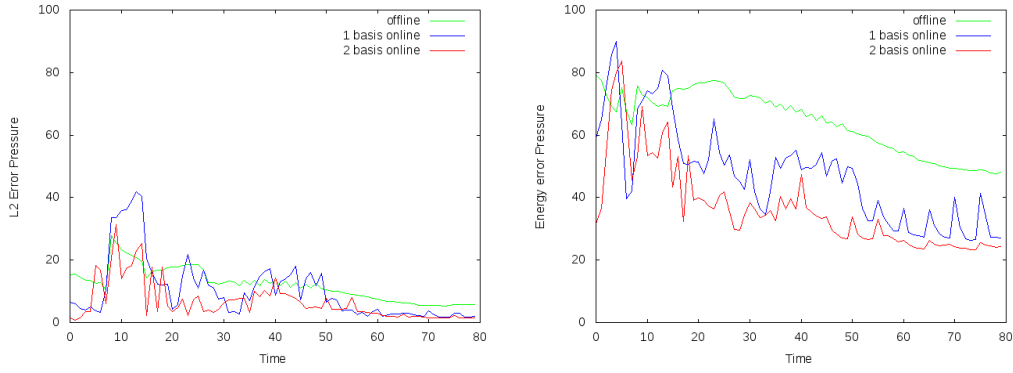 100
80
60
40
20
0
L2 Error Pressure
offline
1 basis online
2 basis online
0 10 20 30 40 50 60 70 80
Time
100
80
60
40
20
0
Energy error Pressure
offline
1 basis online
2 basis online
0 10 20 30 40 50 60 70 80
Time